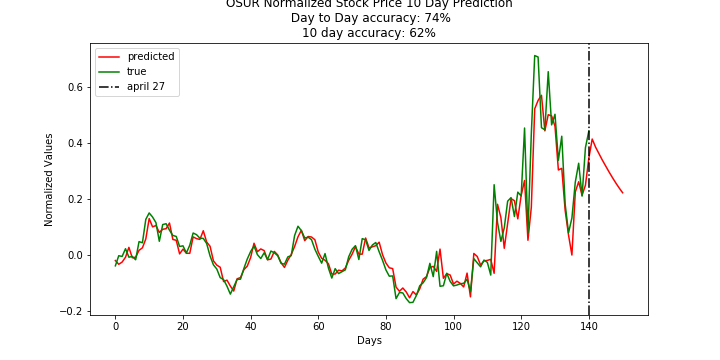 OSUR Normalized Stock Price 10 Day Prediction
Day to Day accuracy: 74%
10 day accuracy: 62%
predicted
true
april 27
Normalized Values
0.6
0.4
0.2
0.0
−0.2
0
20
40
60
80
100
120
140
Days